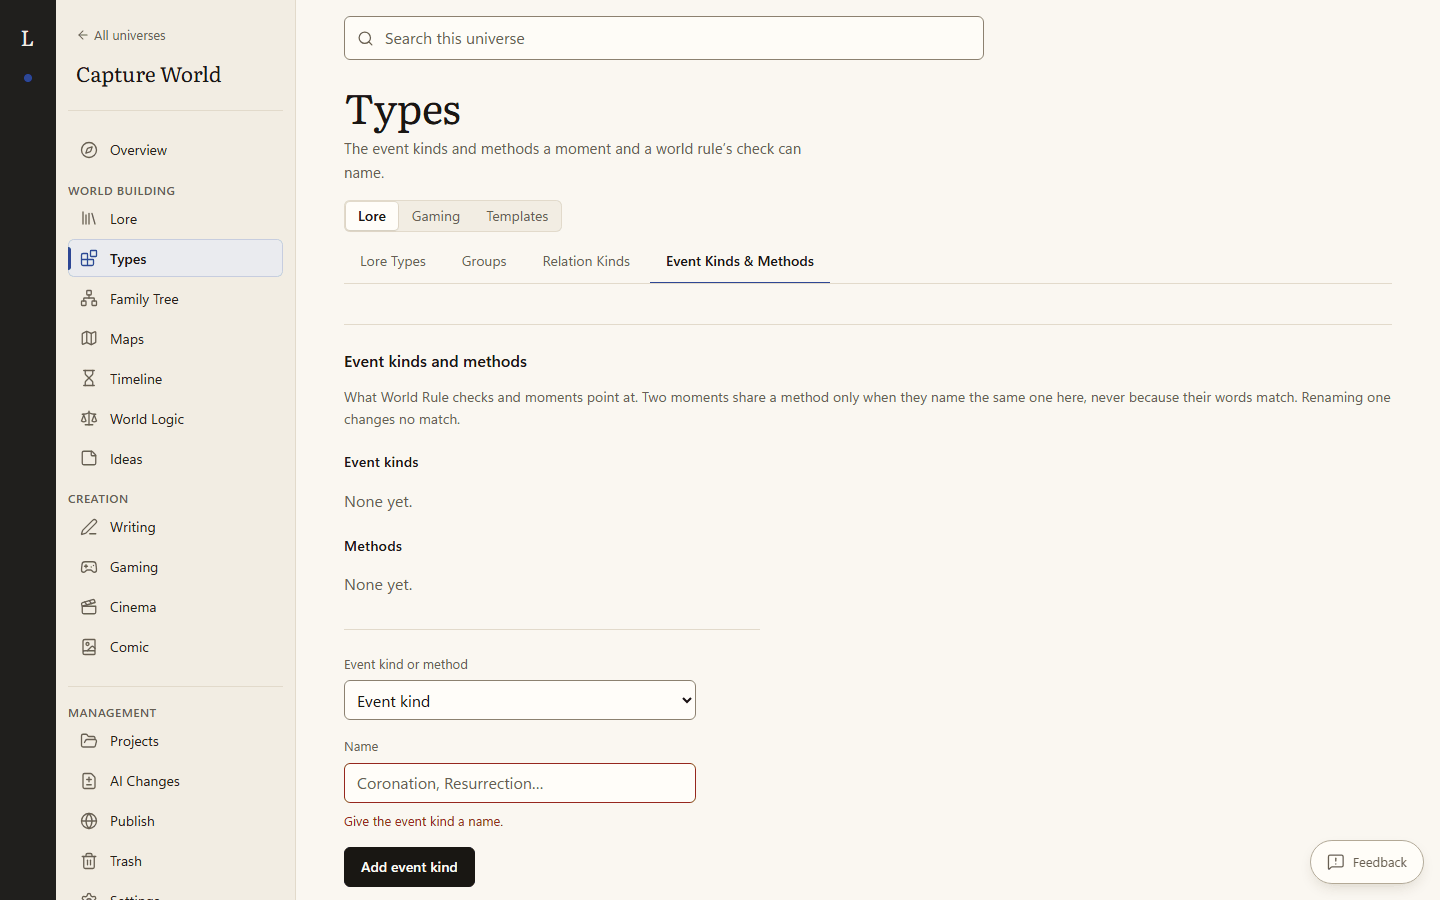 L
All universes
Capture World
Overview
WORLD BUILDING
Lore
Types
Family Tree
Maps
Timeline
World Logic
Ideas
CREATION
Writing
Gaming
Cinema
Comic
MANAGEMENT
Projects
AI Changes
Publish
Trash
Settings
Search this universe
Types
The event kinds and methods a moment and a world rule’s check can
name.
Lore Gaming Templates
Lore Types Groups Relation Kinds Event Kinds & Methods
Event kinds and methods
What World Rule checks and moments point at. Two moments share a method only when they name the same one here, never because their words match. Renaming one
changes no match.
Event kinds
None yet.
Methods
None yet.
Event kind or method
Event kind
Name
Coronation, Resurrection...
Give the event kind a name.
Add event kind
Feedback